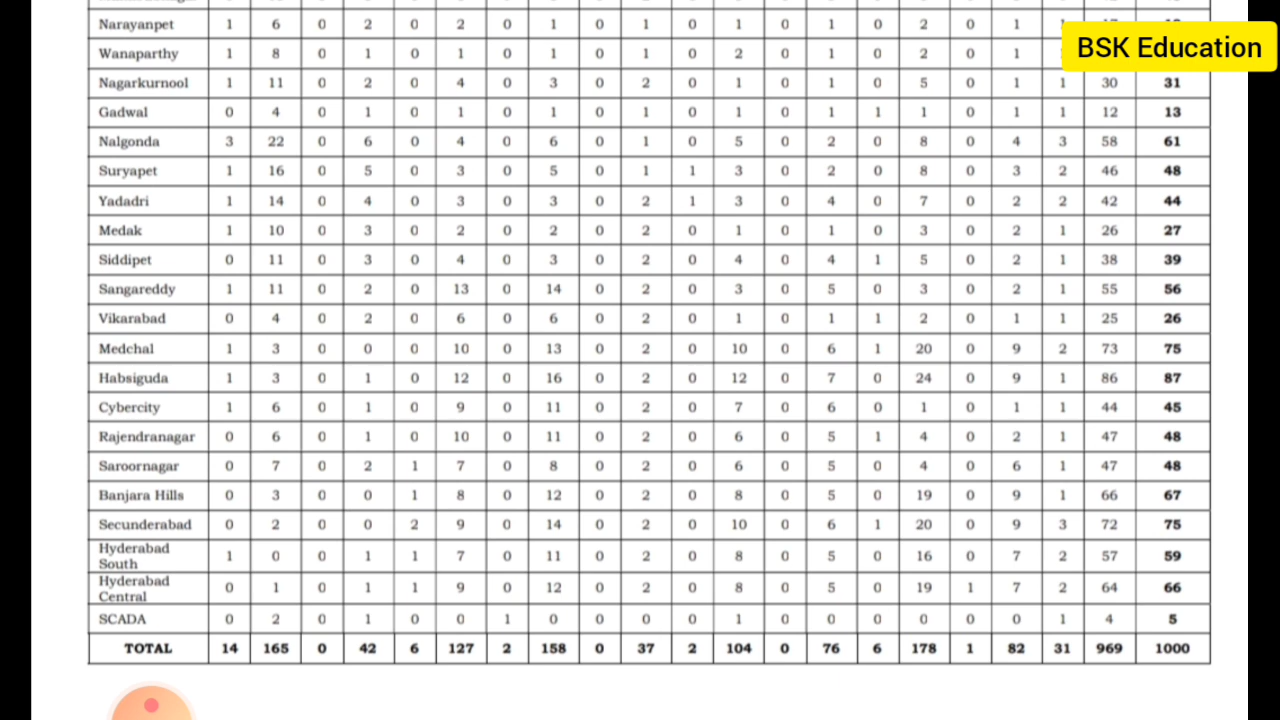 Narayanpet 1 6 0 2 0 2 0 1 0 1 0 1 0 1 0 2 0 1
BSK Education
Wanaparthy 1 8 0 1 0 1 0 1 0 1 0 2 0 1 0 2 0 1
Nagarkurnool 1 11 0 2 0 4 0 3 0 2 0 1 0 1 0 5 0 1 1 30 31
Gadwal 0 4 0 1 0 1 0 1 0 1 0 1 0 1 1 1 0 1 1 12 13
Nalgonda 3 22 0 6 0 4 0 6 0 1 0 5 0 2 0 8 0 4 3 58 61
Suryapet 1 16 0 5 0 3 0 5 0 1 1 3 0 2 0 8 0 3 2 46 48
Yadadri 1 14 0 4 0 3 0 3 0 2 1 3 0 4 0 7 0 2 2 42 44
Medak 1 10 0 3 0 2 0 2 0 2 0 1 0 1 0 3 0 2 1 26 27
Siddipet 0 11 0 3 0 4 0 3 0 2 0 4 0 4 1 5 0 2 1 38 39
Sangareddy 1 11 0 2 0 13 0 14 0 2 0 3 0 5 0 3 0 2 1 55 56
Vikarabad 0 4 0 2 0 6 0 6 0 2 0 1 0 1 1 2 0 1 1 25 26
Medchal 1 3 0 0 0 10 0 13 0 2 0 10 0 6 1 20 0 9 2 73 75
Habsiguda 1 3 0 1 0 12 0 16 0 2 0 12 0 7 0 24 0 9 1 86 87
Cybercity 1 6 0 1 0 9 0 11 0 2 0 7 0 6 0 1 0 1 1 44 45
Rajendranagar 0 6 0 1 0 10 0 11 0 2 0 6 0 5 1 4 0 2 1 47 48
Saroornagar 0 7 0 2 1 7 0 8 0 2 0 6 0 5 0 4 0 6 1 47 48
Banjara Hills 0 3 0 0 1 8 0 12 0 2 0 8 0 5 0 19 0 9 1 66 67
Secunderabad 0 2 0 0 2 9 0 14 0 2 0 10 0 6 1 20 0 9 3 72 75
Hyderabad
South 1 0 0 1 1 7 0 11 0 2 0 8 0 5 0 16 0 7 2 57 59
Hyderabad
Central 0 1 0 1 1 9 0 12 0 2 0 8 0 5 0 19 1 7 2 64 66
SCADA 0 2 0 1 0 0 1 0 0 0 0 1 0 0 0 0 0 0 1 4 5
TOTAL 14 165 0 42 6 127 2 158 0 37 2 104 0 76 6 178 1 82 31 969 1000